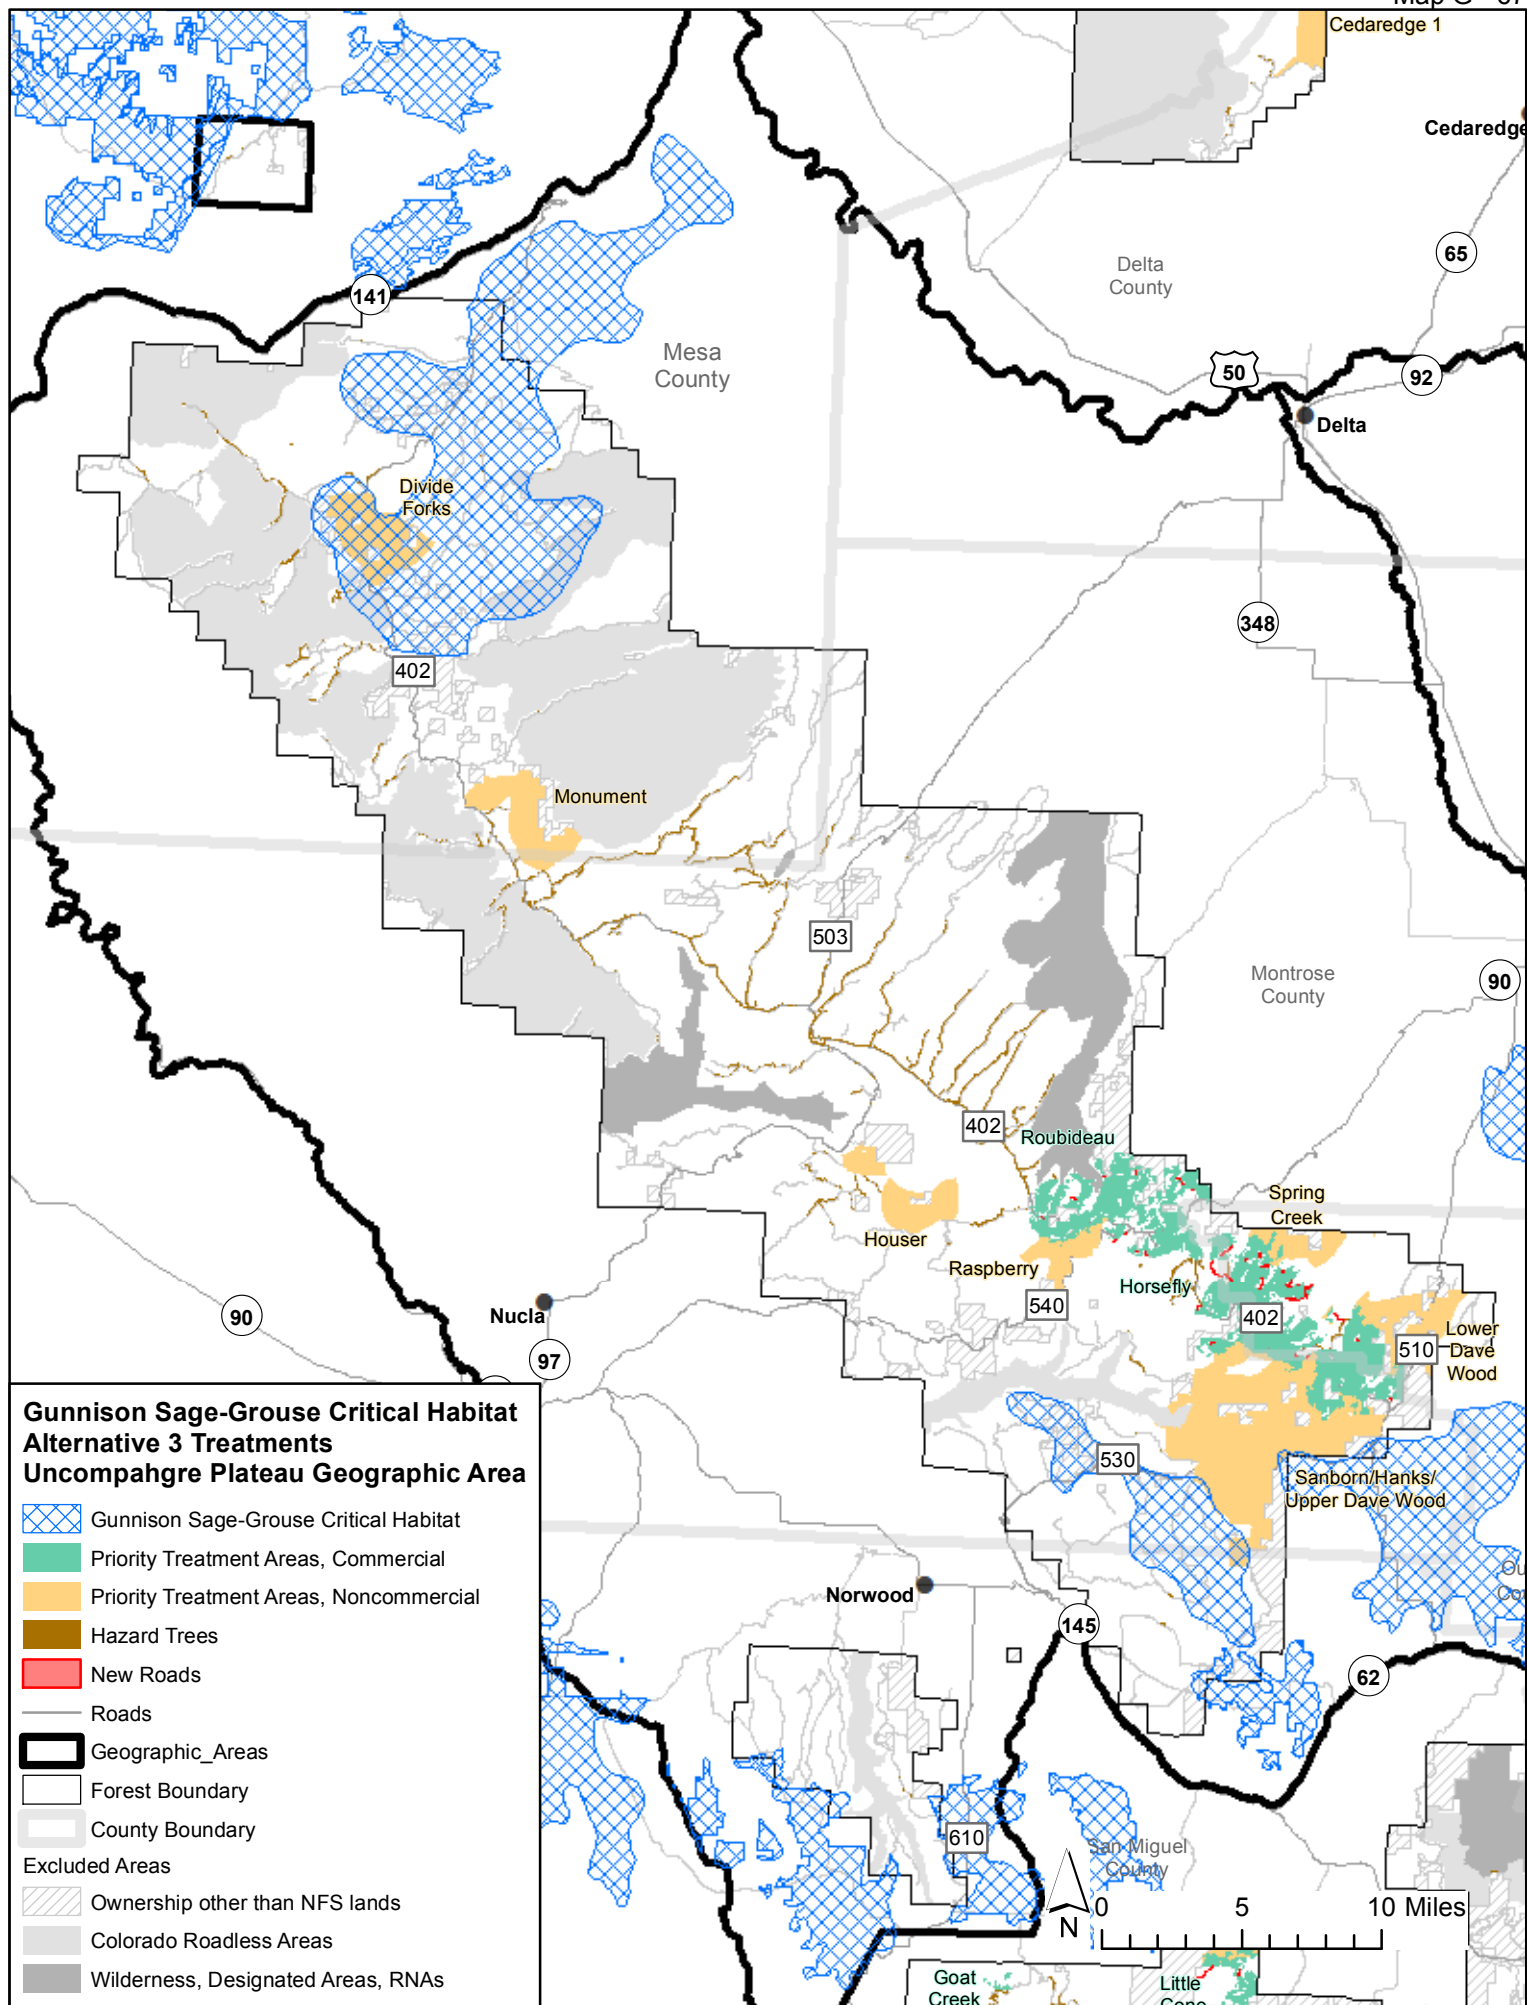 Cedaredge 1
Cedaredge
65
Delta
County
141
Mesa
County
50
92
Delta
Divide
Forks
348
402
Monument
503
Montrose
County
90
402
Roubideau
Spring
Creek
Houser
Raspberry
Horsefly
540
402
90
Nucla
97
510
Lower
Dave
Wood
530
Sanborn/Hanks/
Upper Dave Wood
Norwood
145
62
610
San Miguel
County
0 5 10 Miles
N
Goat
Creek
Little
Gunnison Sage-Grouse Critical Habitat
Alternative 3 Treatments
Uncompahgre Plateau Geographic Area
Gunnison Sage-Grouse Critical Habitat
Priority Treatment Areas, Commercial
Priority Treatment Areas, Noncommercial
Hazard Trees
New Roads
Roads
Geographic_Areas
Forest Boundary
County Boundary
Excluded Areas
Ownership other than NFS lands
Colorado Roadless Areas
Wilderness, Designated Areas, RNAs